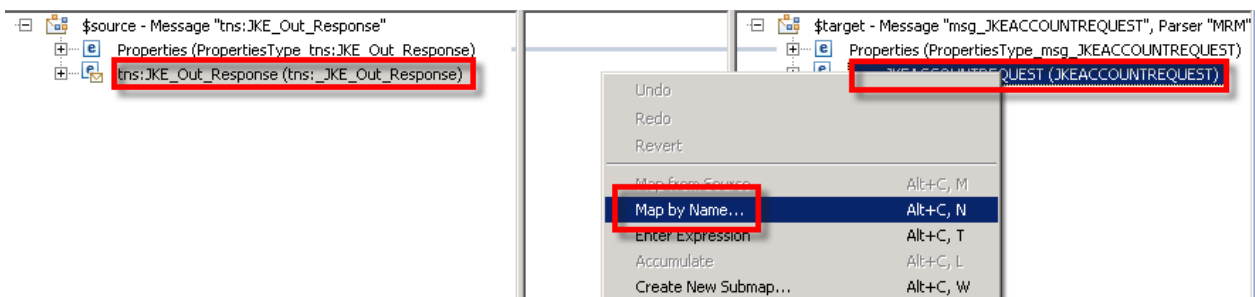 $source - Message "tns:JKE_Out_Response"
$target - Message "msg_JKEACCOUNTREQUEST", Parser "MRM"
Properties (PropertiesType_tns:JKE_Out_Response)
Properties (PropertiesType_msg_JKEACCOUNTREQUEST)
tns:JKE_Out_Response (tns:_JKE_Out_Response)
JKEACCOUNTREQUEST (JKEACCOUNTREQUEST)
Undo
Redo
Revert
Map from Source Alt+C, M
Map by Name... Alt+C, N
Enter Expression Alt+C, T
Accumulate Alt+C, L
Create New Submap... Alt+C, W